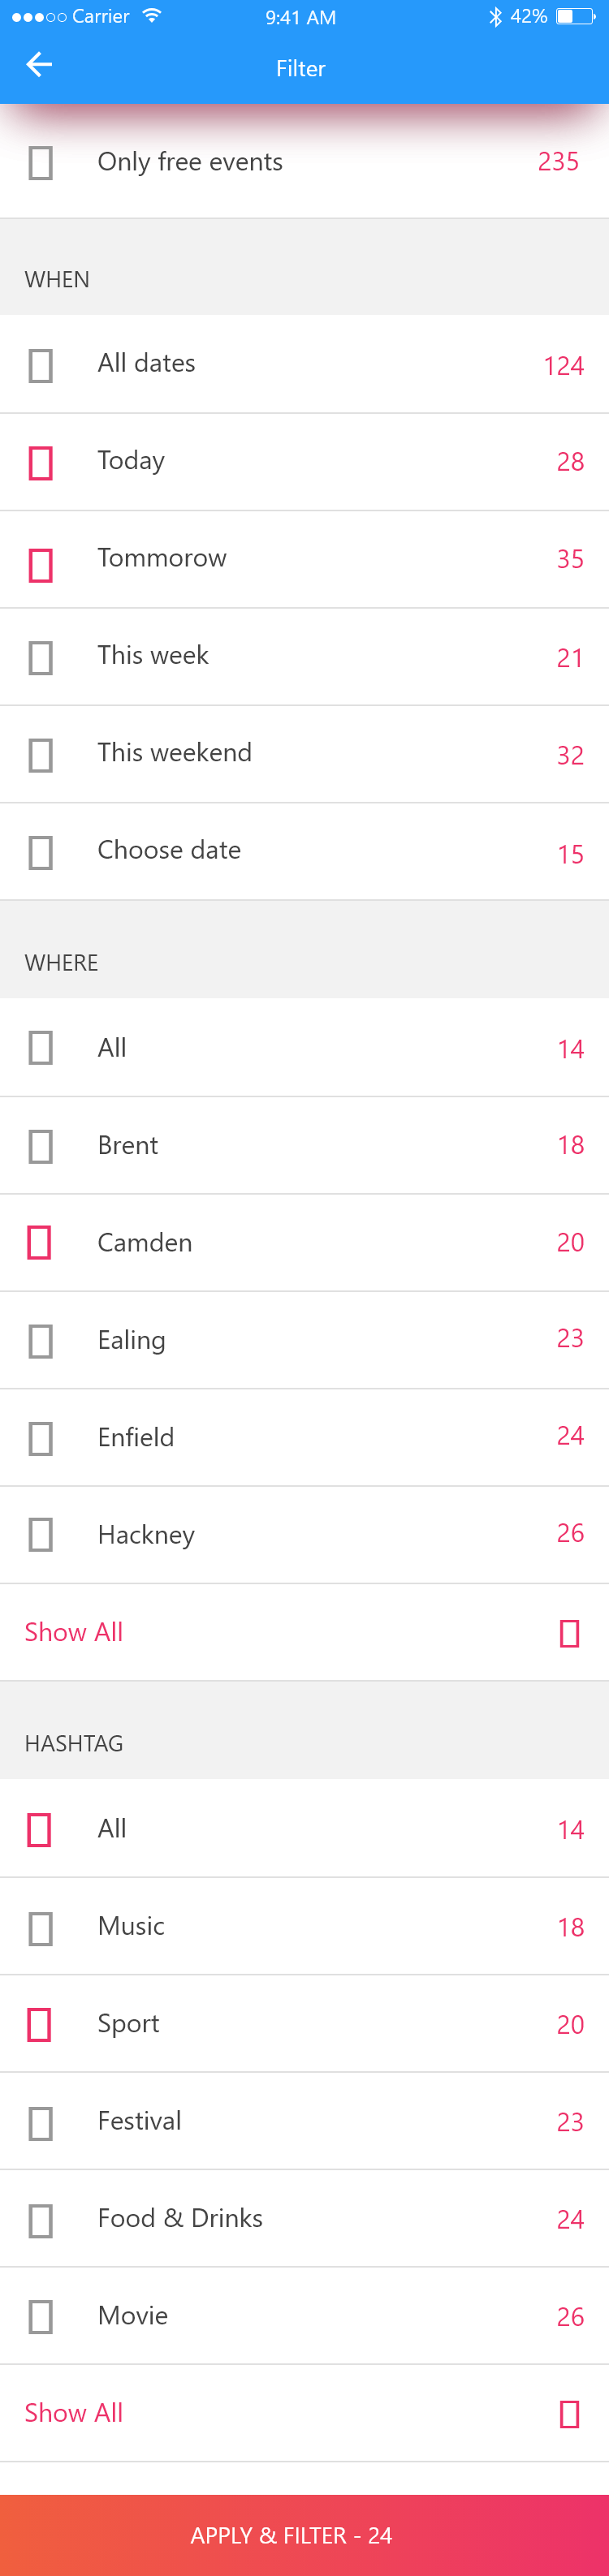 Carrier 9:41 AM 42%
Filter
Only free events 235
WHEN
All dates 124
Today 28
Tommorow 35
This week 21
This weekend 32
Choose date 15
WHERE
All 14
Brent 18
Camden 20
Ealing 23
Enfield 24
Hackney 26
Show All
HASHTAG
All 14
Music 18
Sport 20
Festival 23
Food & Drinks 24
Movie 26
Show All
APPLY & FILTER - 24